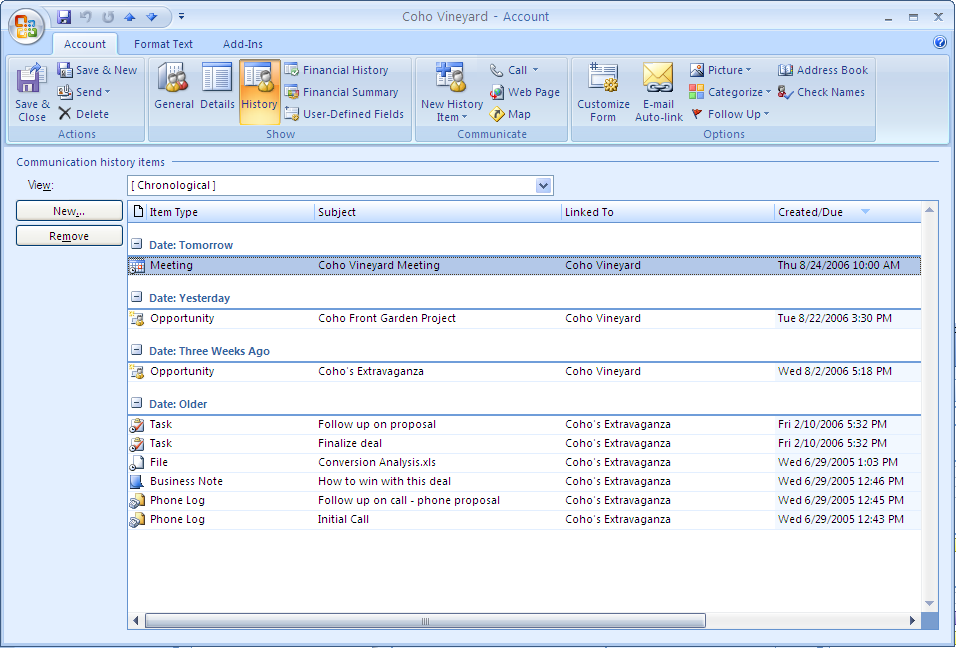 Coho Vineyard - Account
Account Format Text Add-Ins
Save & Close
Save & New
Send
Delete
Actions
General Details History
Financial History
Financial Summary
User-Defined Fields
Show
New History Item
Call
Web Page
Map
Communicate
Customize Form
E-mail Auto-link
Picture
Categorize
Follow Up
Address Book
Check Names
Options
Communication history items
View: [ Chronological ]
New...
Remove
Item Type Subject Linked To Created/Due
Date: Tomorrow
Meeting Coho Vineyard Meeting Coho Vineyard Thu 8/24/2006 10:00 AM
Date: Yesterday
Opportunity Coho Front Garden Project Coho Vineyard Tue 8/22/2006 3:30 PM
Date: Three Weeks Ago
Opportunity Coho's Extravaganza Coho Vineyard Wed 8/2/2006 5:18 PM
Date: Older
Task Follow up on proposal Coho's Extravaganza Fri 2/10/2006 5:32 PM
Task Finalize deal Coho's Extravaganza Fri 2/10/2006 5:32 PM
File Conversion Analysis.xls Coho's Extravaganza Wed 6/29/2005 1:03 PM
Business Note How to win with this deal Coho's Extravaganza Wed 6/29/2005 12:46 PM
Phone Log Follow up on call - phone proposal Coho's Extravaganza Wed 6/29/2005 12:45 PM
Phone Log Initial Call Coho's Extravaganza Wed 6/29/2005 12:43 PM